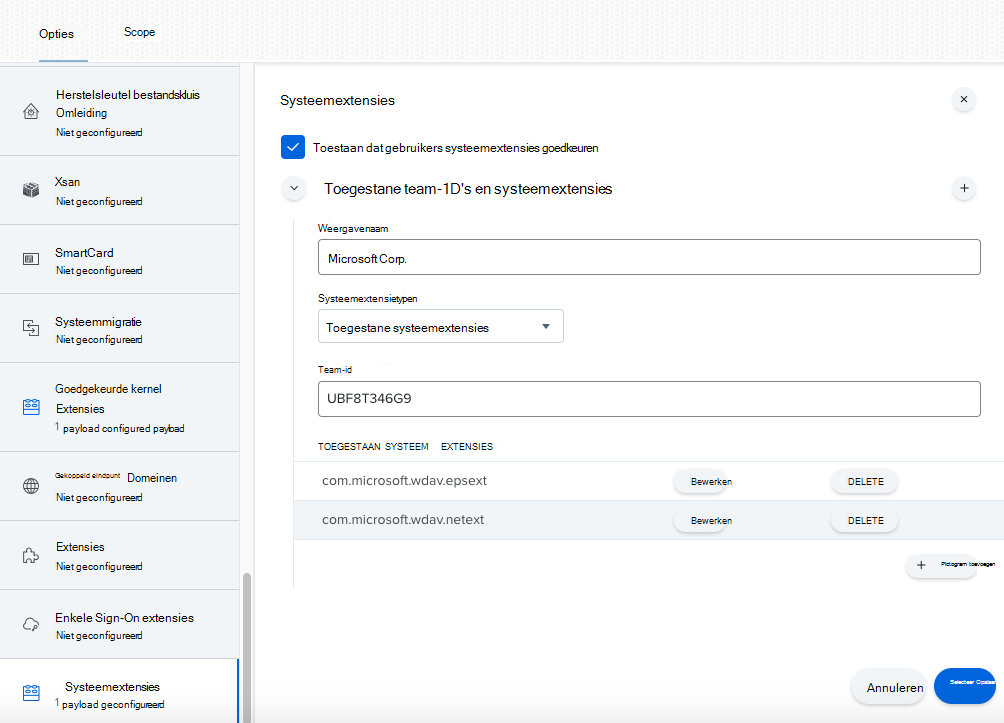 Opties
Scope
Herstelsleutel bestandskluis
Omleiding
Niet geconfigureerd
Xsan
Niet geconfigureerd
SmartCard
Niet geconfigureerd
Systeemmigratie
Niet geconfigureerd
Goedgekeurde kernel
Extensies
1 payload configured payload
Gekoppeld eindpunt Domeinen
Niet geconfigureerd
Extensies
Niet geconfigureerd
Enkele Sign-On extensies
Niet geconfigureerd
Systeemextensies
1 payload geconfigureerd
Systeemextensies
Toestaan dat gebruikers systeemextensies goedkeuren
Toegestane team-1D's en systeemextensies
Weergavenaam
Microsoft Corp.
Systeemextensietypen
Toegestane systeemextensies
Team-id
UBF8T346G9
TOEGESTAAN SYSTEEM EXTENSIES
com.microsoft.wdav.epsext Bewerken DELETE
com.microsoft.wdav.netext Bewerken DELETE
+ Pictogram toevoegen
Annuleren
Selecteer Opslaan